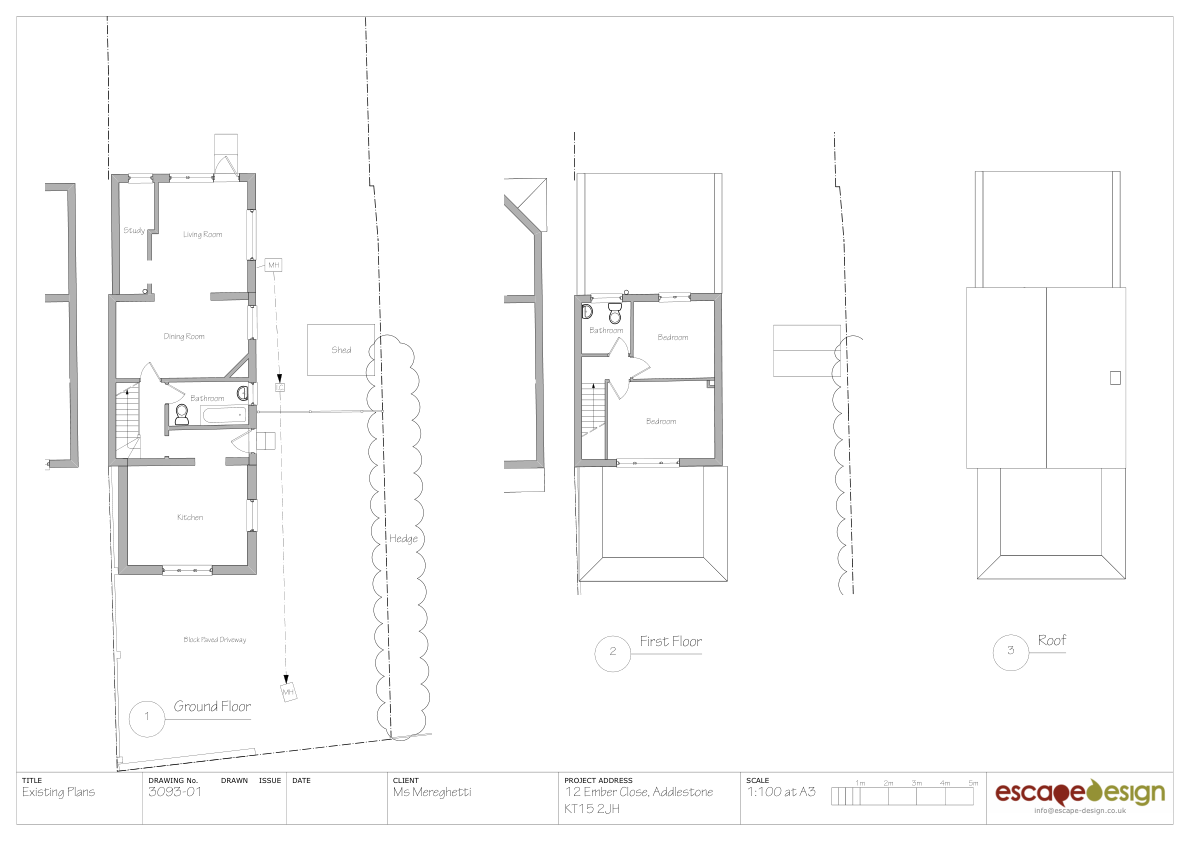 Study
Living Room
MH
Dining Room
Shed
Bathroom
Kitchen
Hedge
Block Paved Driveway
MH
1 Ground Floor
Bathroom
Bedroom
Bedroom
2 First Floor
3 Roof
TITLE
Existing Plans
DRAWING No. DRAWN ISSUE
3093-01
DATE
CLIENT
Ms Mereghetti
PROJECT ADDRESS
12 Ember Close, Addlestone
KT15 2JH
SCALE
1:100 at A3
1m 2m 3m 4m 5m
escapedesign
info@escape-design.co.uk